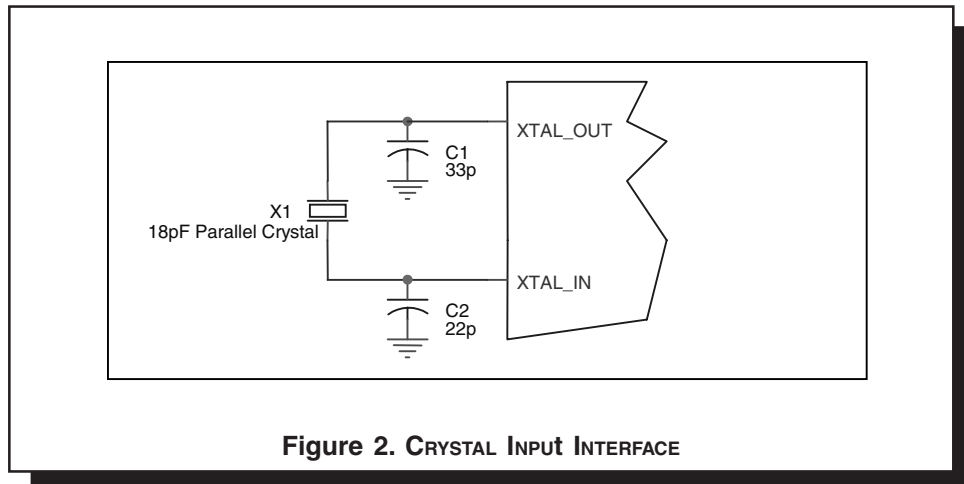 XTAL_OUT
C1
33p
X1
18pF Parallel Crystal
XTAL_IN
C2
22p
Figure 2. CRYSTAL INPUT INTERFACE